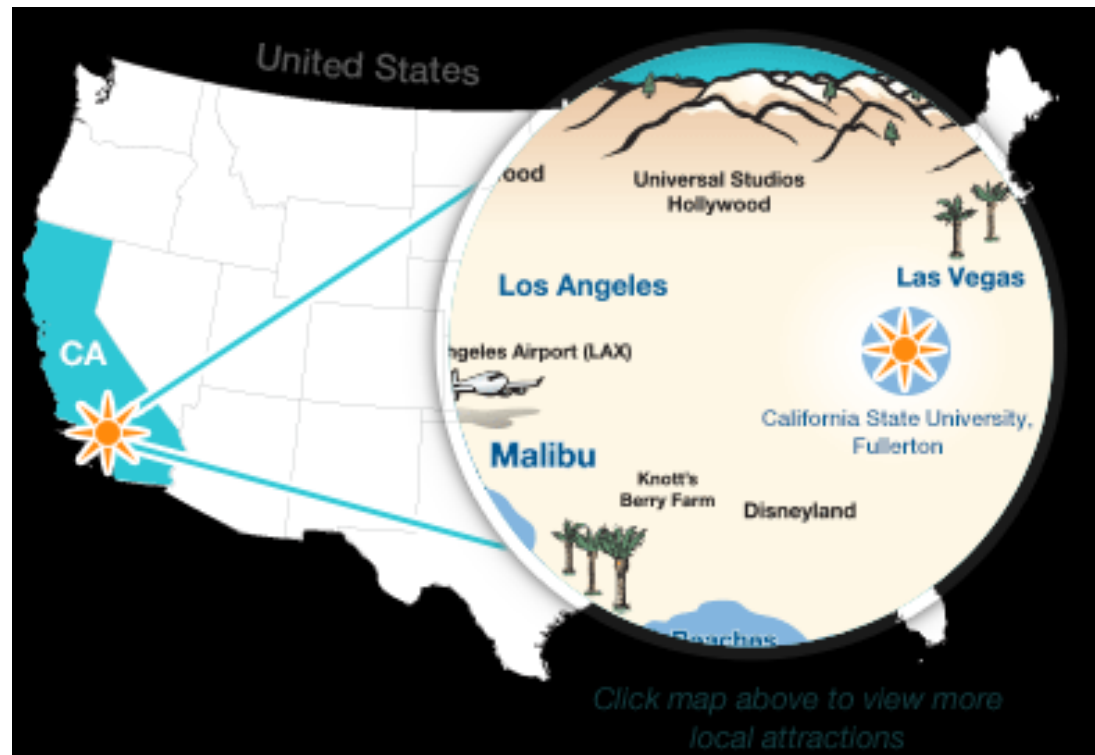 United States
ood
Universal Studios
Hollywood
Las Vegas
Los Angeles
CA
ngeles Airport (LAX)
California State University,
Fullerton
Malibu
Knott's
Berry Farm
Disneyland
Beaches
Click map above to view more
local attractions